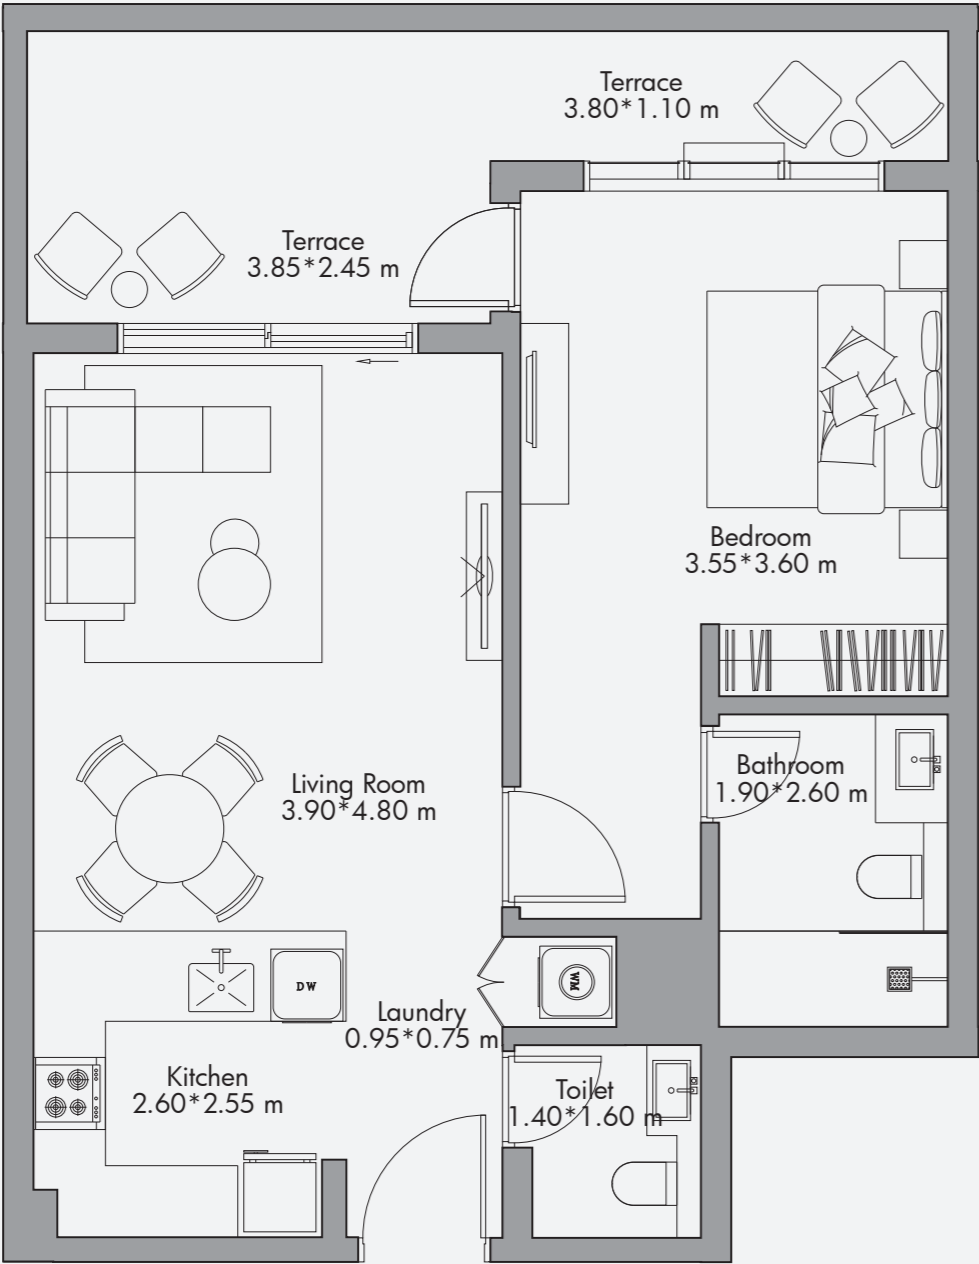 Terrace
3.80*1.10 m
Terrace
3.85*2.45 m
Bedroom
3.55*3.60 m
Living Room
3.90*4.80 m
Bathroom
1.90*2.60 m
DW
WM
Laundry
0.95*0.75 m
Kitchen
2.60*2.55 m
Toilet
1.40*1.60 m